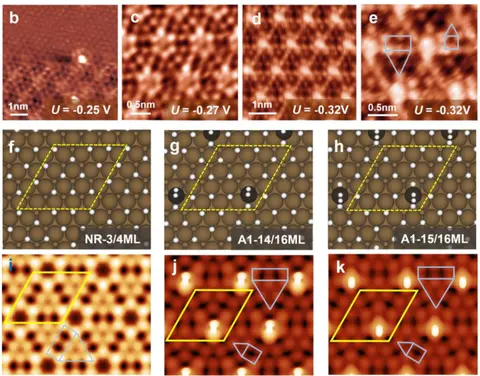 b
c
d
e
1nm
U = -0.25 V
0.5nm
U = -0.27 V
1nm
U = -0.32V
0.5nm
U = -0.32V
f
g
h
NR-3/4ML
A1-14/16ML
A1-15/16ML
i
j
k